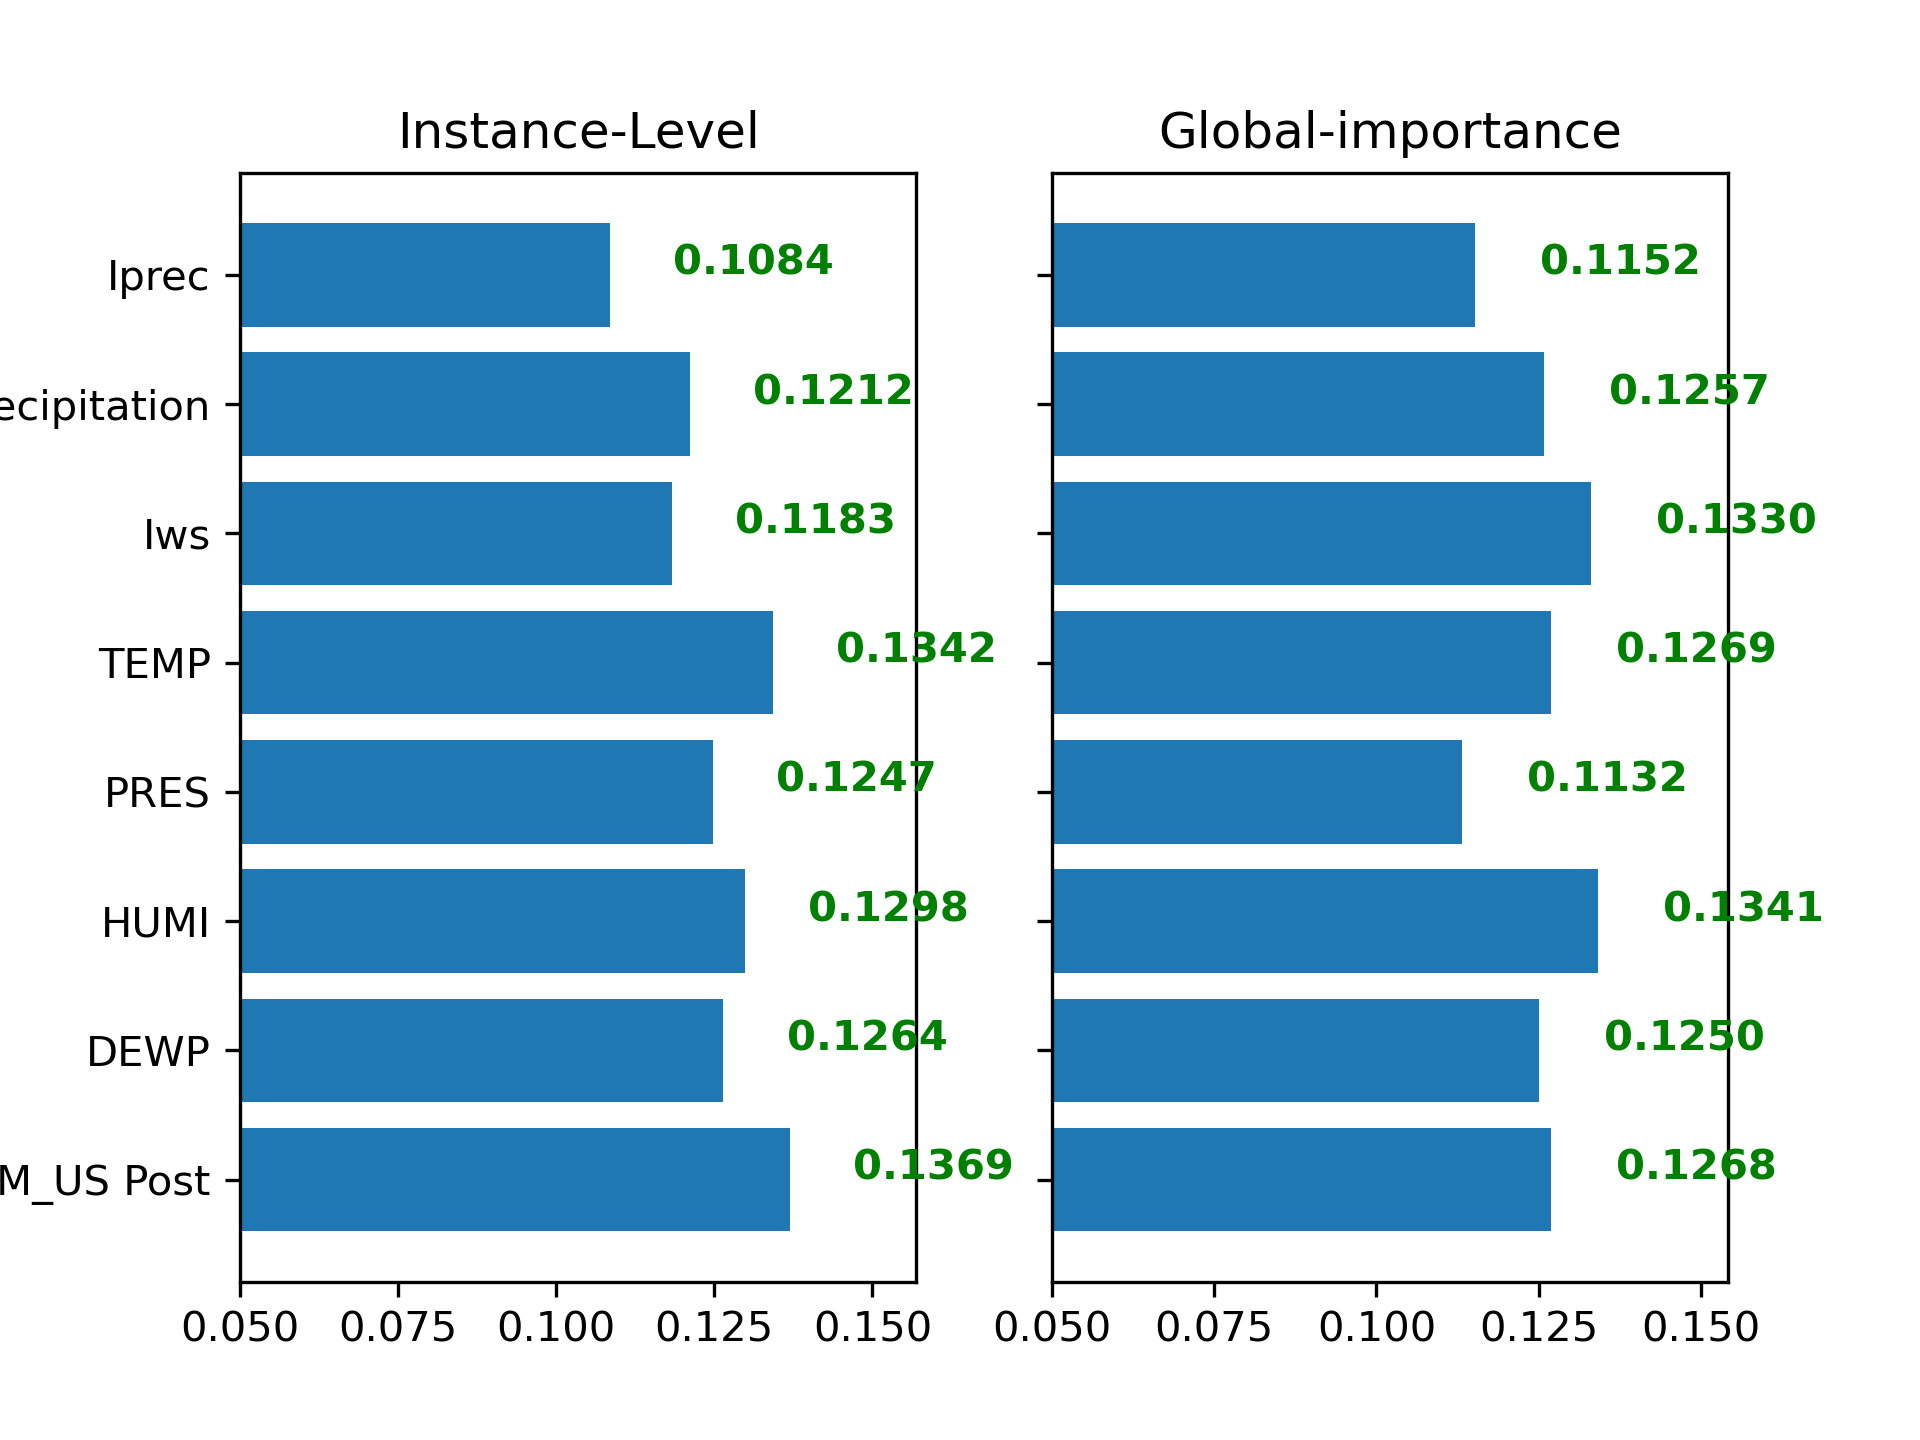 Instance-Level Global-importance
Iprec 0.1084 0.1152
ecipitation 0.1212 0.1257
Iws 0.1183 0.1330
TEMP 0.1342 0.1269
PRES 0.1247 0.1132
HUMI 0.1298 0.1341
DEWP 0.1264 0.1250
M_US Post 0.1369 0.1268
0.050 0.075 0.100 0.125 0.150 0.050 0.075 0.100 0.125 0.150